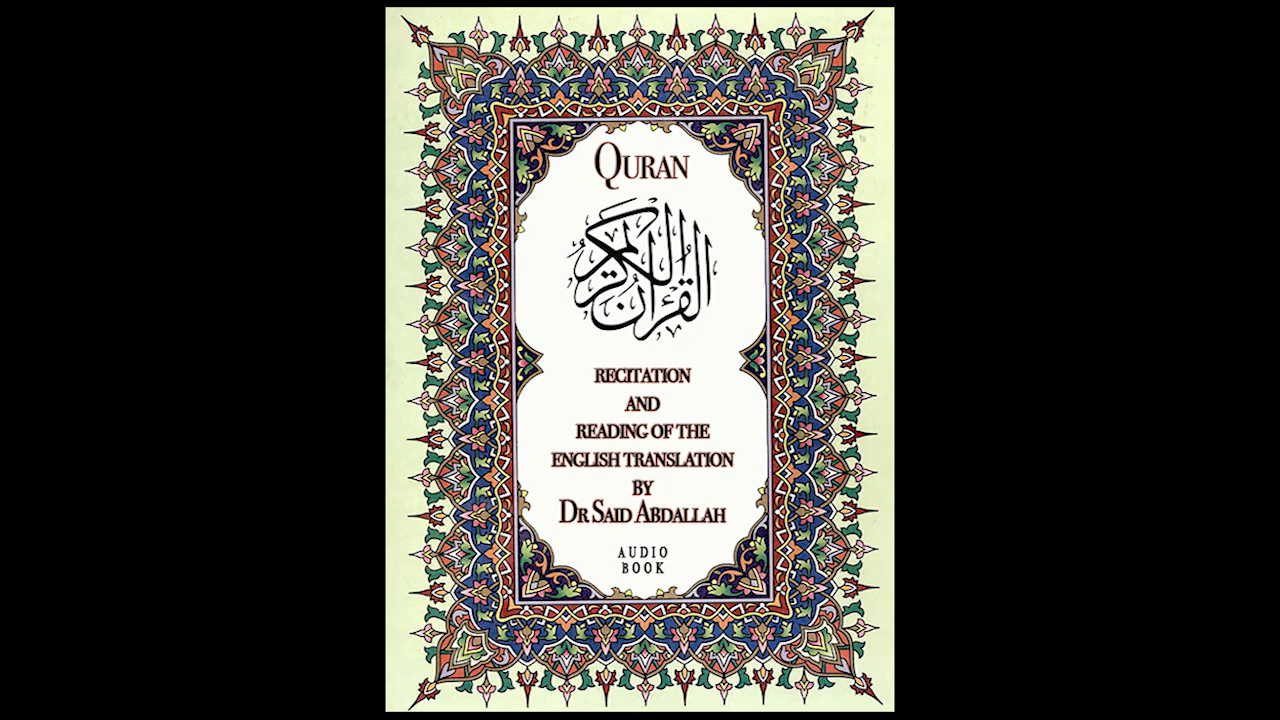 QURAN
القرآن الكريم
RECITATION
AND
READING OF THE
ENGLISH TRANSLATION
BY
DR SAID ABDALLAH
AUDIO
BOOK